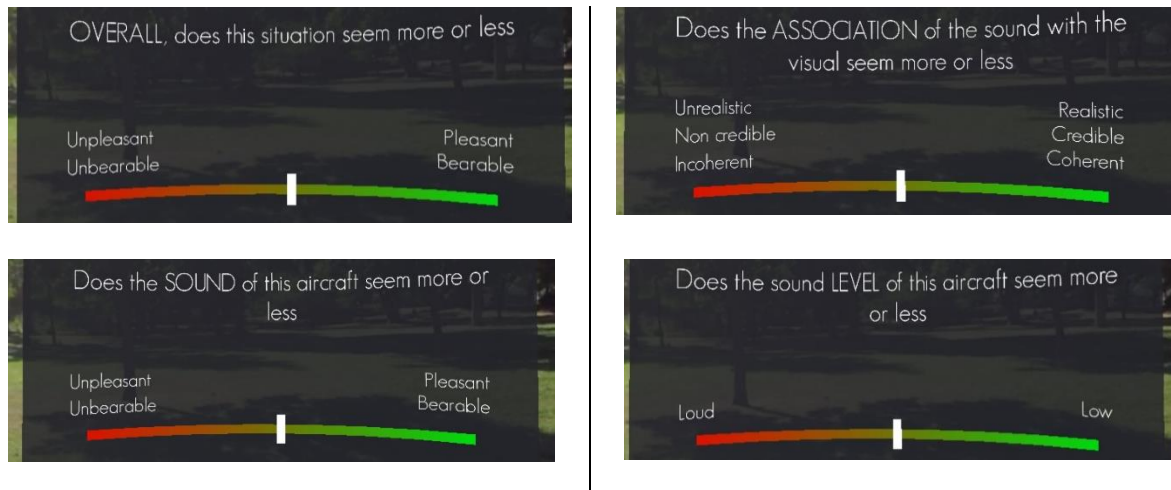 OVERALL, does this situation seem more or less
Unpleasant
Unbearable
Pleasant
Bearable
Does the SOUND of this aircraft seem more or
less
Unpleasant
Unbearable
Pleasant
Bearable
Does the ASSOCIATION of the sound with the
visual seem more or less
Unrealistic
Non credible
Incoherent
Realistic
Credible
Coherent
Does the sound LEVEL of this aircraft seem more
or less
Loud
Low